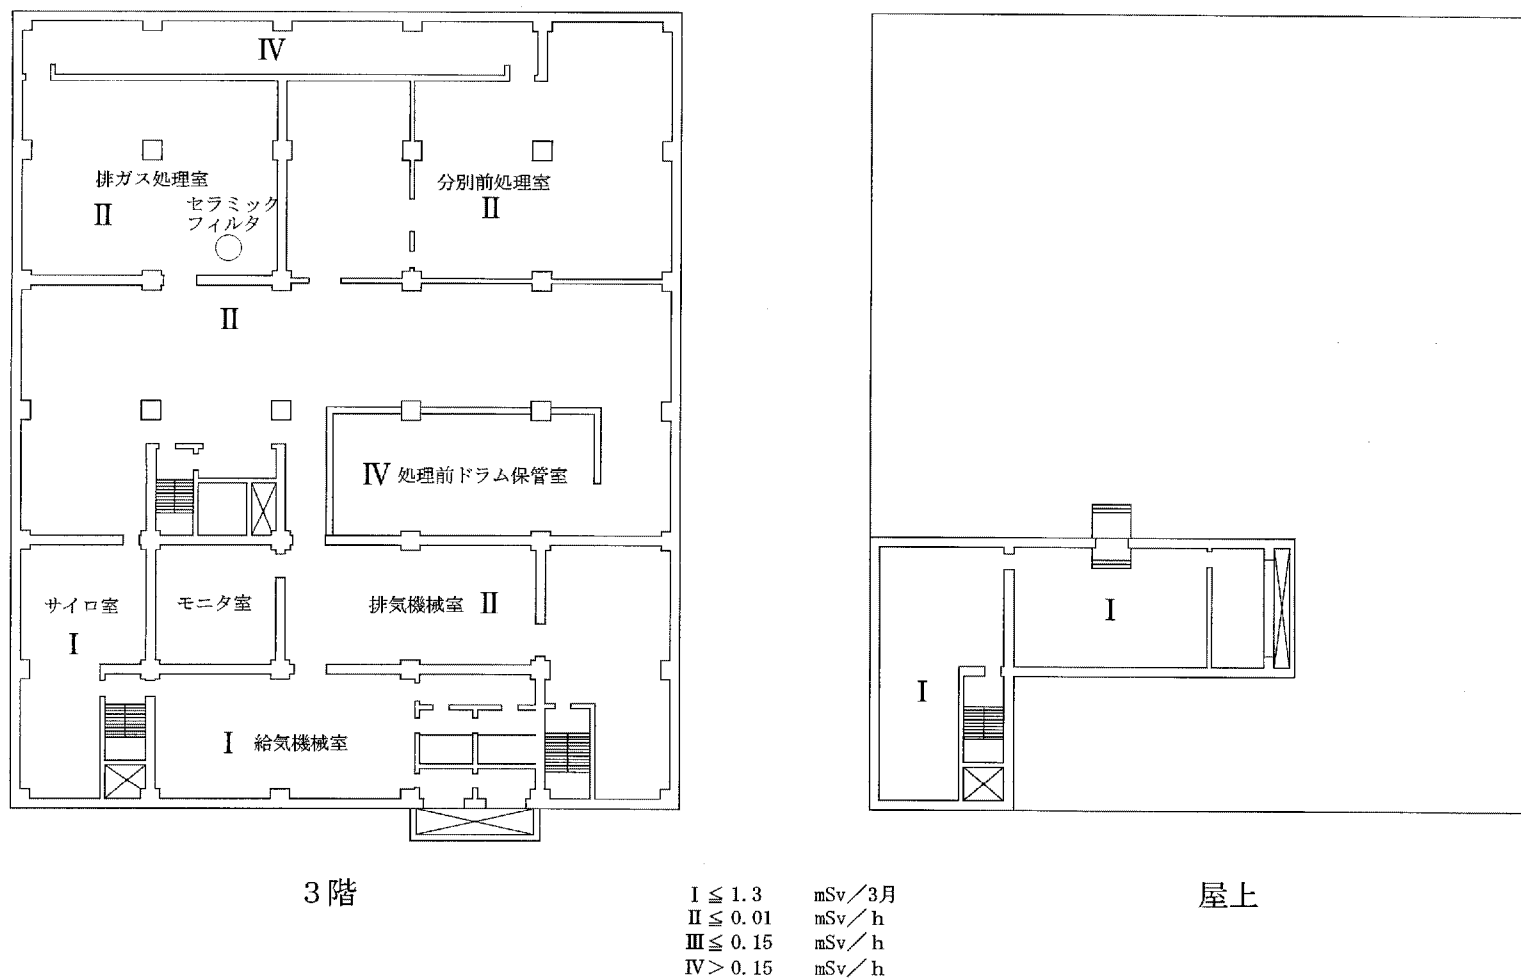 Ⅳ
排ガス処理室
Ⅱ
セラミック
フィルタ
分別前処理室
Ⅱ
Ⅱ
Ⅳ 処理前ドラム保管室
サイロ室
Ⅰ
モニタ室
排気機械室 Ⅱ
Ⅰ 給気機械室
3階
Ⅰ
Ⅰ
屋上
Ⅰ ≦ 1.3 mSv/3月
Ⅱ ≦ 0.01 mSv/h
Ⅲ ≦ 0.15 mSv/h
Ⅳ > 0.15 mSv/h